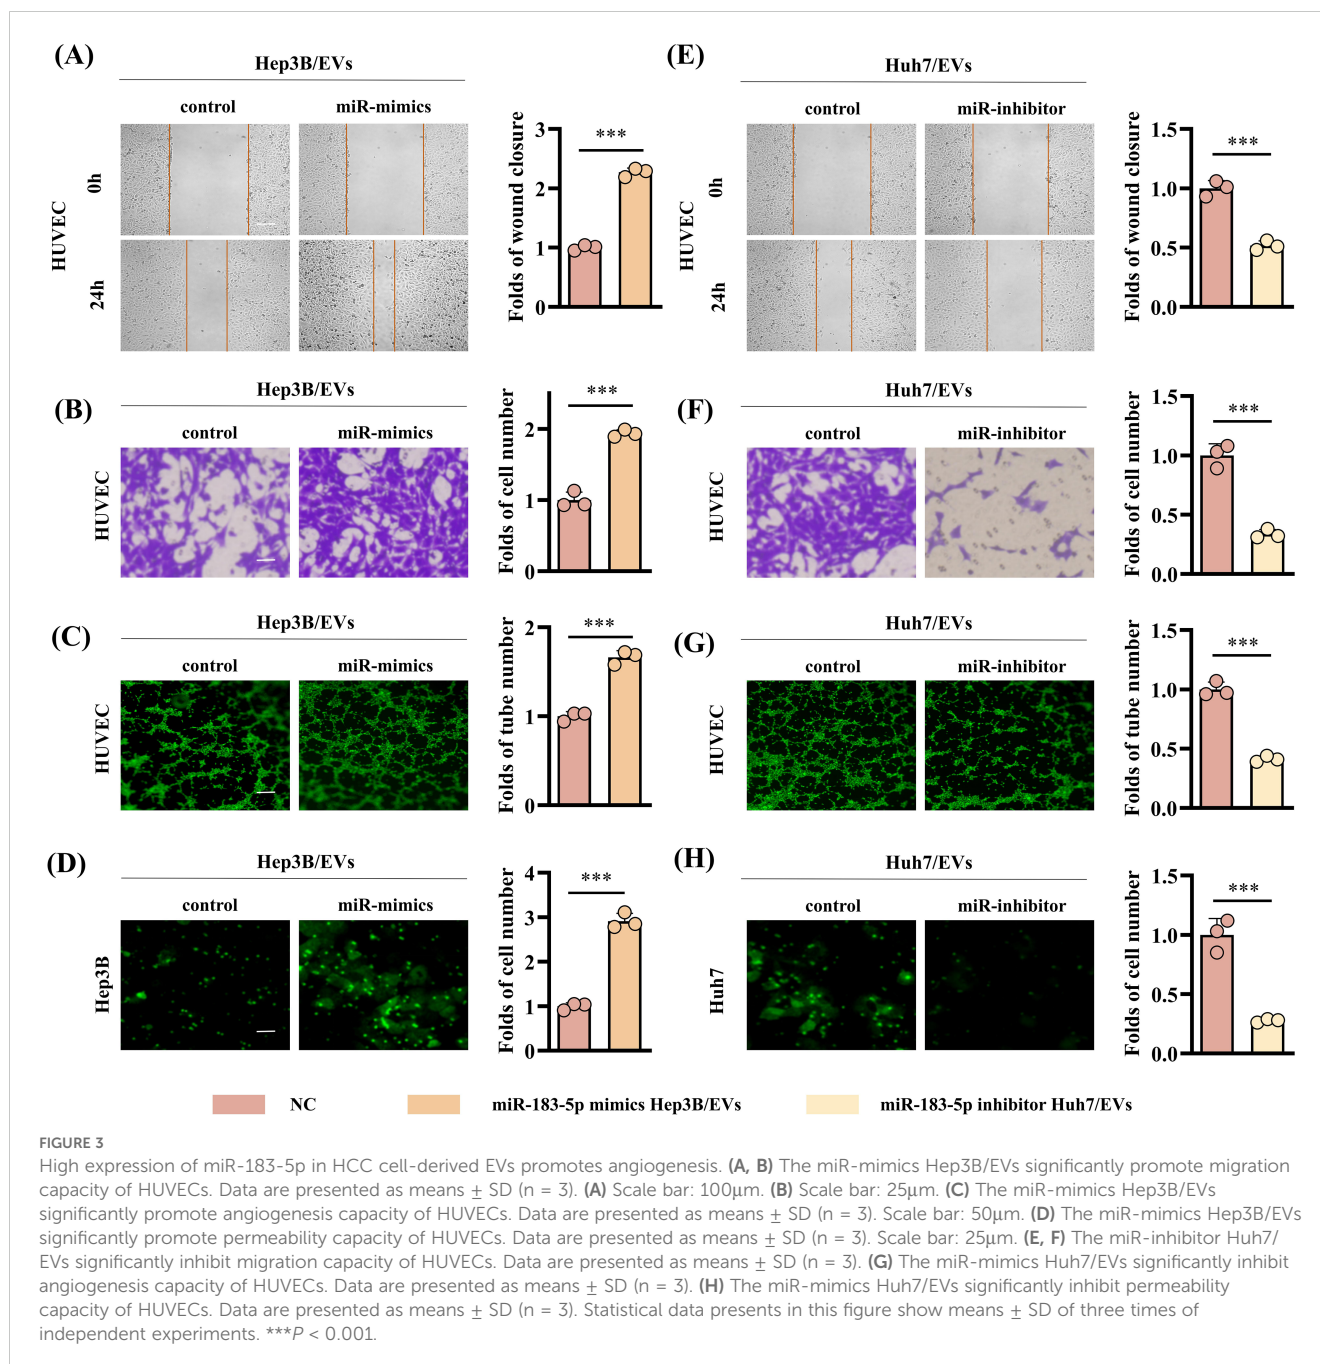 (A)
Hep3B/EVs
control
miR-mimics
HUVEC
0h
24h
Folds of wound closure
3
2
1
0
***
(E)
Huh7/EVs
control
miR-inhibitor
HUVEC
0h
24h
Folds of wound closure
1.5
1.0
0.5
0.0
***
(B)
Hep3B/EVs
control
miR-mimics
HUVEC
Folds of cell number
2
1
0
***
(F)
Huh7/EVs
control
miR-inhibitor
HUVEC
Folds of cell number
1.5
1.0
0.5
0.0
***
(C)
Hep3B/EVs
control
miR-mimics
HUVEC
Folds of tube number
2
1
0
***
(G)
Huh7/EVs
control
miR-inhibitor
HUVEC
Folds of tube number
1.5
1.0
0.5
0.0
***
(D)
Hep3B/EVs
control
miR-mimics
Hep3B
Folds of cell number
4
3
2
1
0
***
(H)
Huh7/EVs
control
miR-inhibitor
Huh7
Folds of cell number
1.5
1.0
0.5
0.0
***
NC
miR-183-5p mimics Hep3B/EVs
miR-183-5p inhibitor Huh7/EVs
FIGURE 3
High expression of miR-183-5p in HCC cell-derived EVs promotes angiogenesis. (A, B) The miR-mimics Hep3B/EVs significantly promote migration
capacity of HUVECs. Data are presented as means ± SD (n = 3). (A) Scale bar: 100μm. (B) Scale bar: 25μm. (C) The miR-mimics Hep3B/EVs
significantly promote angiogenesis capacity of HUVECs. Data are presented as means ± SD (n = 3). Scale bar: 50μm. (D) The miR-mimics Hep3B/EVs
significantly promote permeability capacity of HUVECs. Data are presented as means ± SD (n = 3). Scale bar: 25μm. (E, F) The miR-inhibitor Huh7/
EVs significantly inhibit migration capacity of HUVECs. Data are presented as means ± SD (n = 3). (G) The miR-mimics Huh7/EVs significantly inhibit
angiogenesis capacity of HUVECs. Data are presented as means ± SD (n = 3). (H) The miR-mimics Huh7/EVs significantly inhibit permeability
capacity of HUVECs. Data are presented as means ± SD (n = 3). Statistical data presents in this figure show means ± SD of three times of
independent experiments. ***P < 0.001.